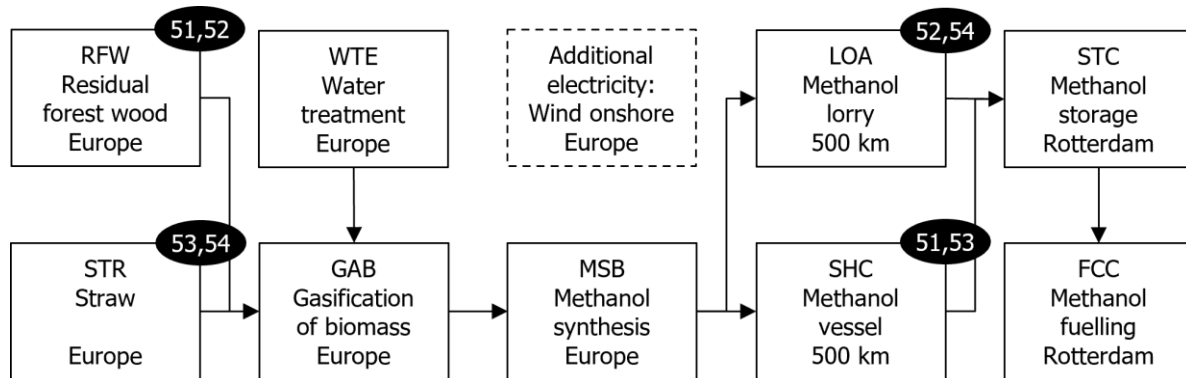 51,52
RFW
Residual
forest wood
Europe
WTE
Water
treatment
Europe
Additional
electricity:
Wind onshore
Europe
52,54
LOA
Methanol
lorry
500 km
STC
Methanol
storage
Rotterdam
53,54
STR
Straw
Europe
GAB
Gasification
of biomass
Europe
MSB
Methanol
synthesis
Europe
51,53
SHC
Methanol
vessel
500 km
FCC
Methanol
fuelling
Rotterdam